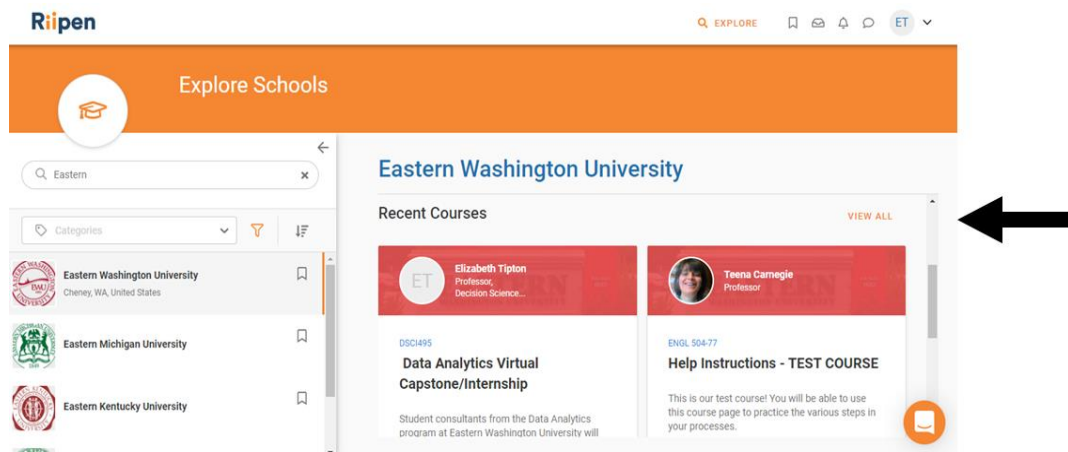 Riipen
EXPLORE
ET
Explore Schools
Eastern
Categories
Eastern Washington University
Cheney, WA, United States
Eastern Michigan University
Eastern Kentucky University
Eastern Washington University
Recent Courses
VIEW ALL
ET
Elizabeth Tipton
Professor,
Decision Science...
DSCI495
Data Analytics Virtual
Capstone/Internship
Student consultants from the Data Analytics
program at Eastern Washington University will
Teena Carnegie
Professor
ENGL 504-77
Help Instructions - TEST COURSE
This is our test course! You will be able to use
this course page to practice the various steps in
your processes.